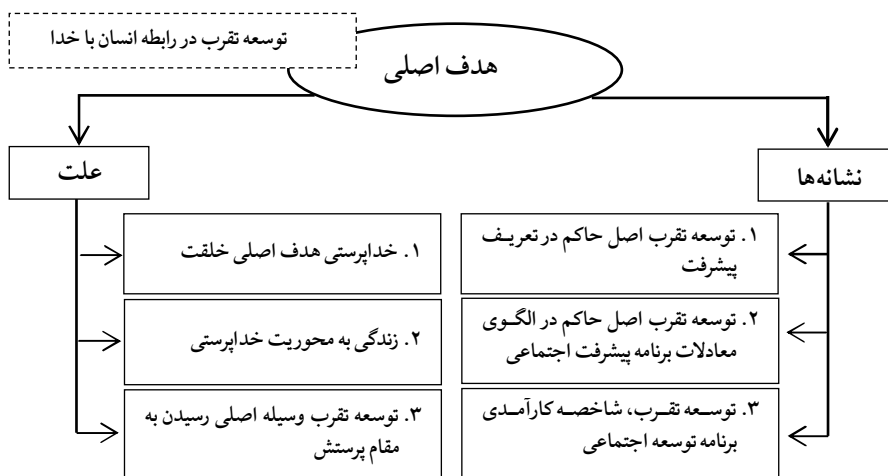 توسعه تقرب در رابطه انسان با خدا
هدف اصلی
نشانه‌ها
۱. توسعه تقرب اصل حاکم در تعریف
پیشرفت
۲. توسعه تقرب اصل حاکم در الگوی
معادلات برنامه پیشرفت اجتماعی
۳. توسعه تقرب، شاخصه کارآمدی
برنامه توسعه اجتماعی
علت
۱. خداپرستی هدف اصلی خلقت
۲. زندگی به محوریت خداپرستی
۳. توسعه تقرب وسیله اصلی رسیدن به
مقام پرستش